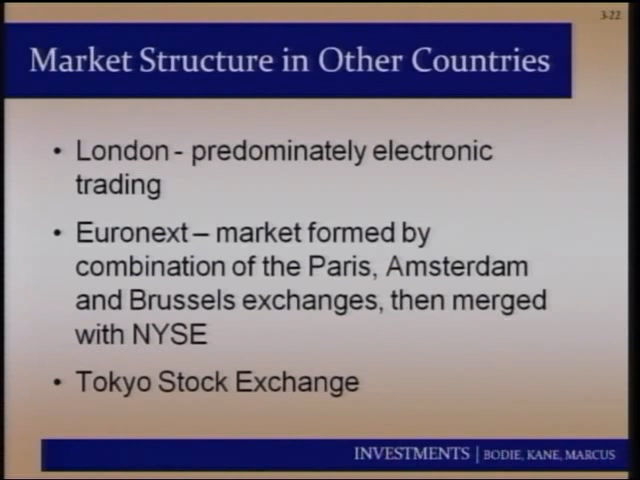 3-22
Market Structure in Other Countries
• London - predominately electronic
trading
• Euronext – market formed by
combination of the Paris, Amsterdam
and Brussels exchanges, then merged
with NYSE
• Tokyo Stock Exchange
INVESTMENTS | BODIE, KANE, MARCUS